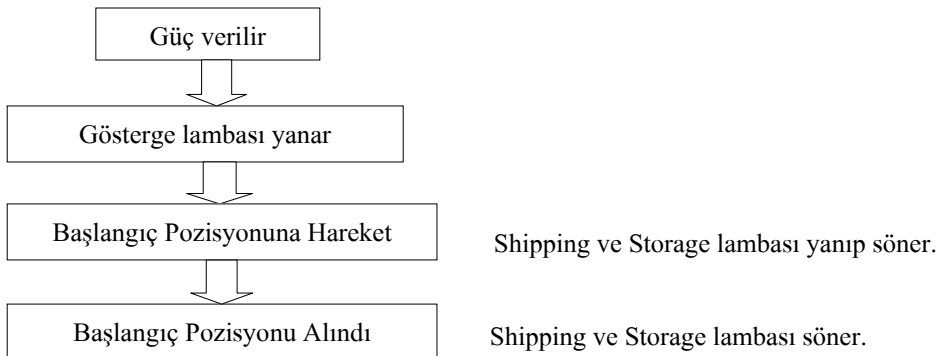 Güç verilir
Gösterge lambası yanar
Başlangıç Pozisyonuna Hareket
Shipping ve Storage lambası yanıp söner.
Başlangıç Pozisyonu Alındı
Shipping ve Storage lambası söner.